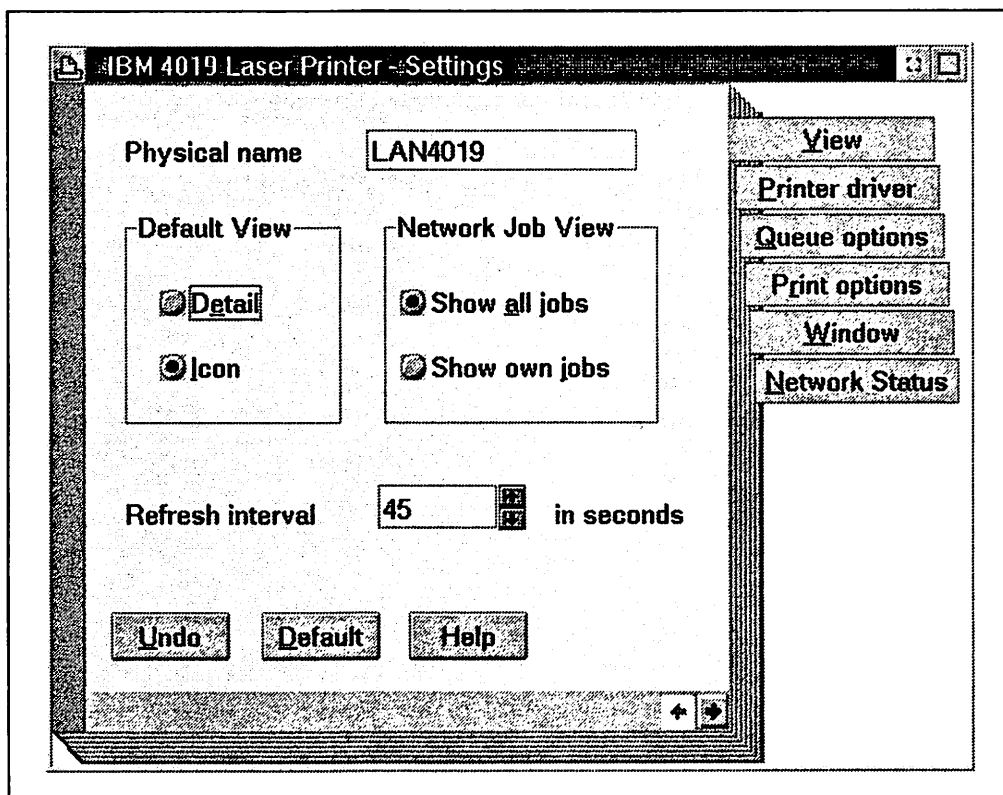 IBM 4019 Laser Printer - Settings
Physical name LAN4019
Default View
Detail
Icon
Network Job View
Show all jobs
Show own jobs
Refresh interval 45 in seconds
Undo Default Help
View
Printer driver
Queue options
Print options
Window
Network Status